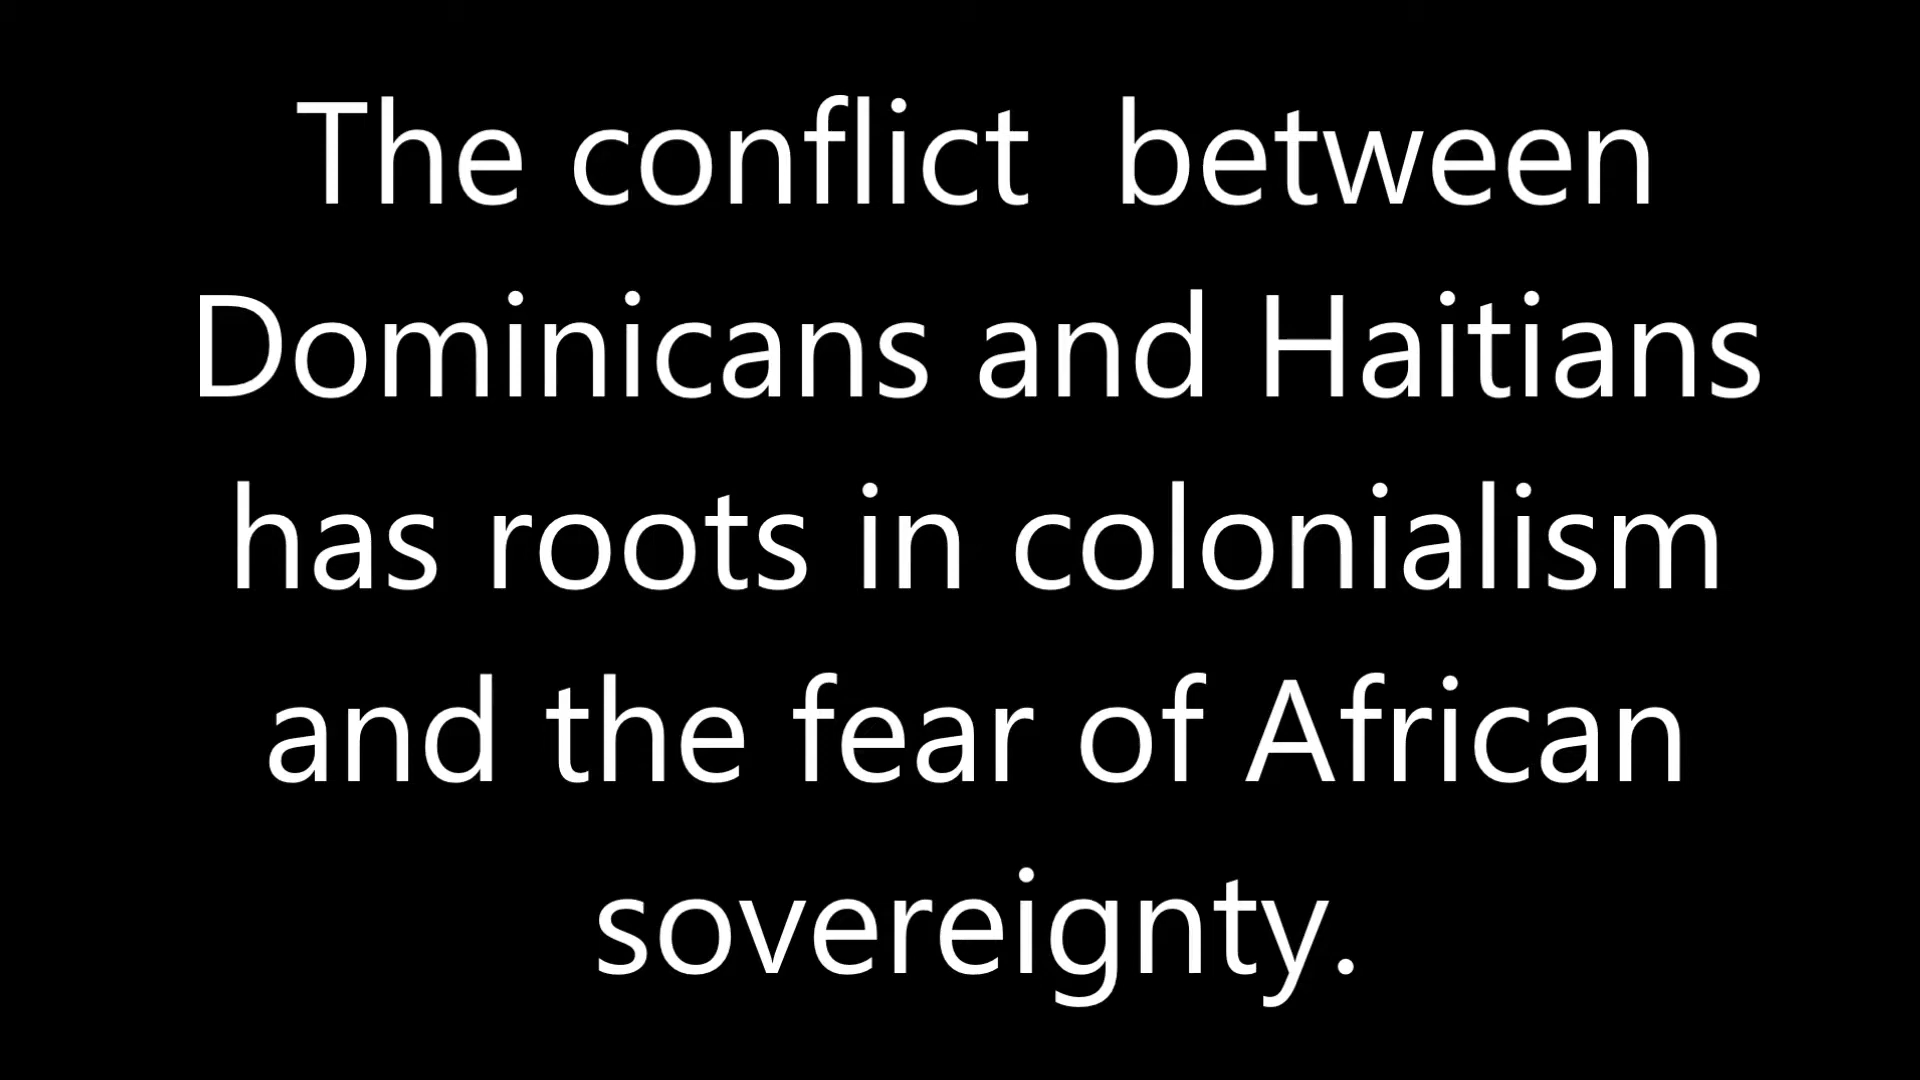 The conflict  between
Dominicans and Haitians
has roots in colonialism
and the fear of African
sovereignty.